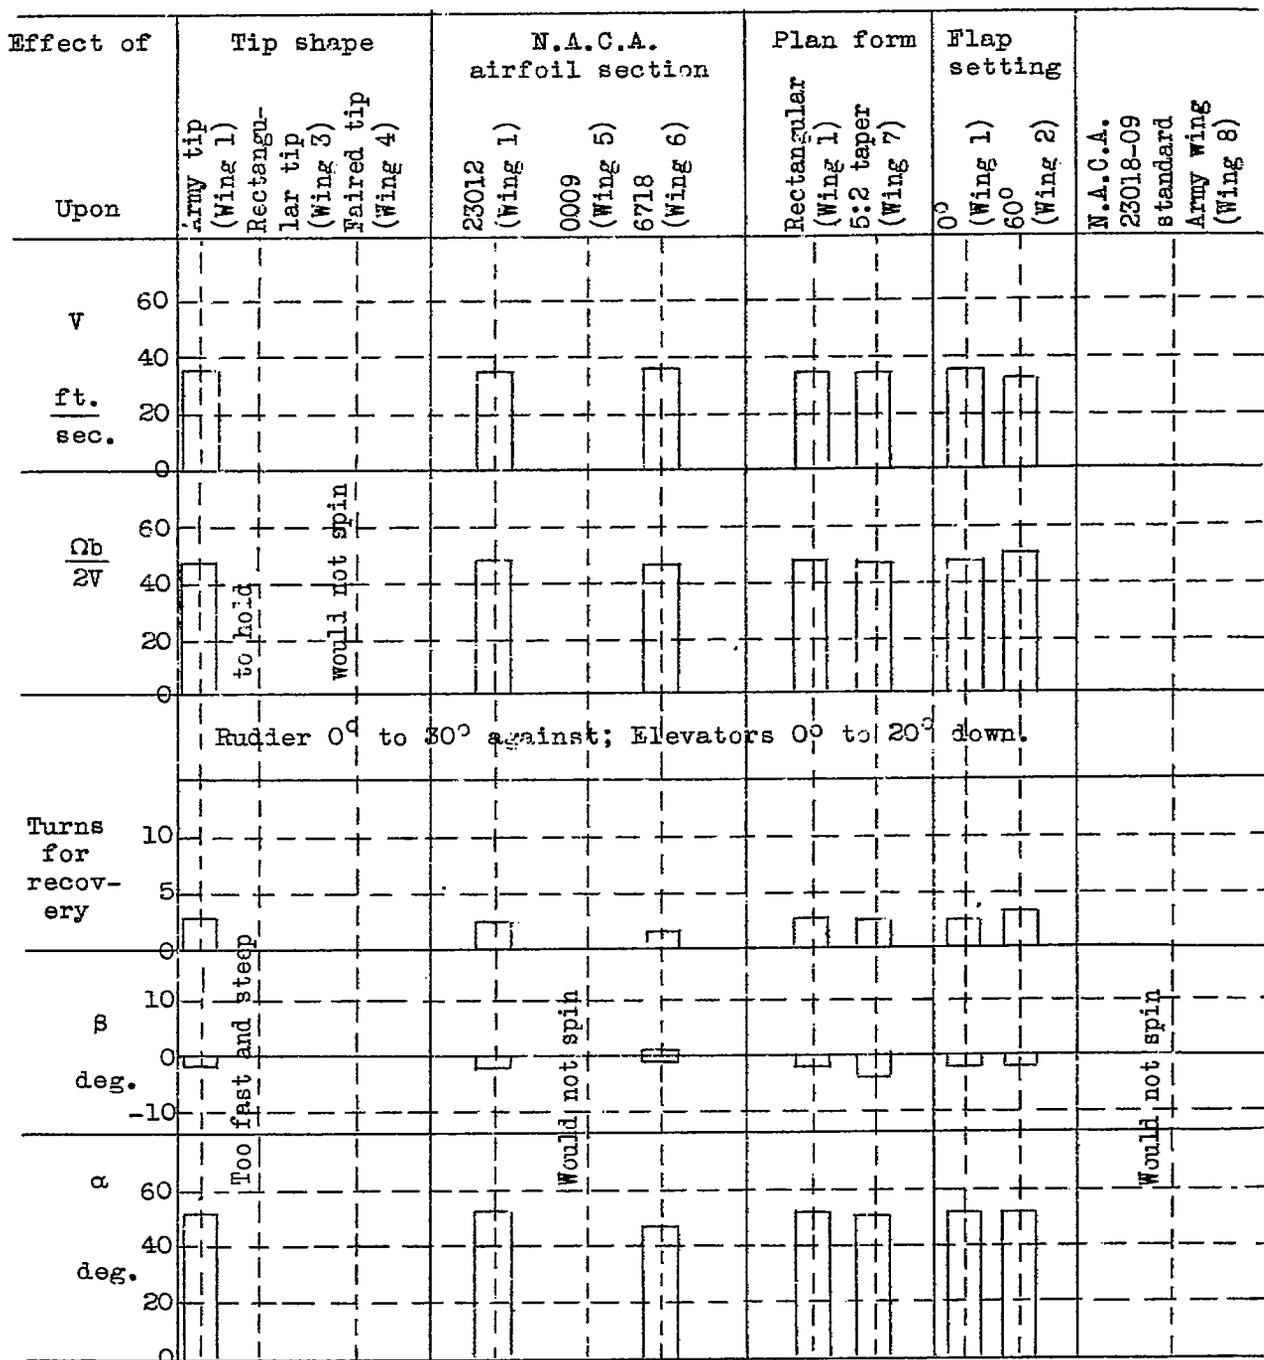 Effect of
Tip shape
N.A.C.A.
airfoil section
Plan form
Flap
setting
Upon
Army tip
(Wing 1)
Rectangu-
lar tip
(Wing 3)
Faired tip
(Wing 4)
23012
(Wing 1)
0009
(Wing 5)
6718
(Wing 6)
Rectangular
(Wing 1)
5:2 taper
(Wing 7)
0°
(Wing 1)
60°
(Wing 2)
N.A.C.A.
23018-09
standard
Army wing
(Wing 8)
V
ft.
sec.
60
40
20
0
Ωb
2V
60
40
20
0
to hold
would not spin
Rudder 0° to 30° against; Elevators 0° to 20° down.
Turns
for
recov-
ery
10
5
0
β
deg.
10
0
-10
Too fast and steep
Would not spin
Would not spin
α
deg.
60
40
20
0